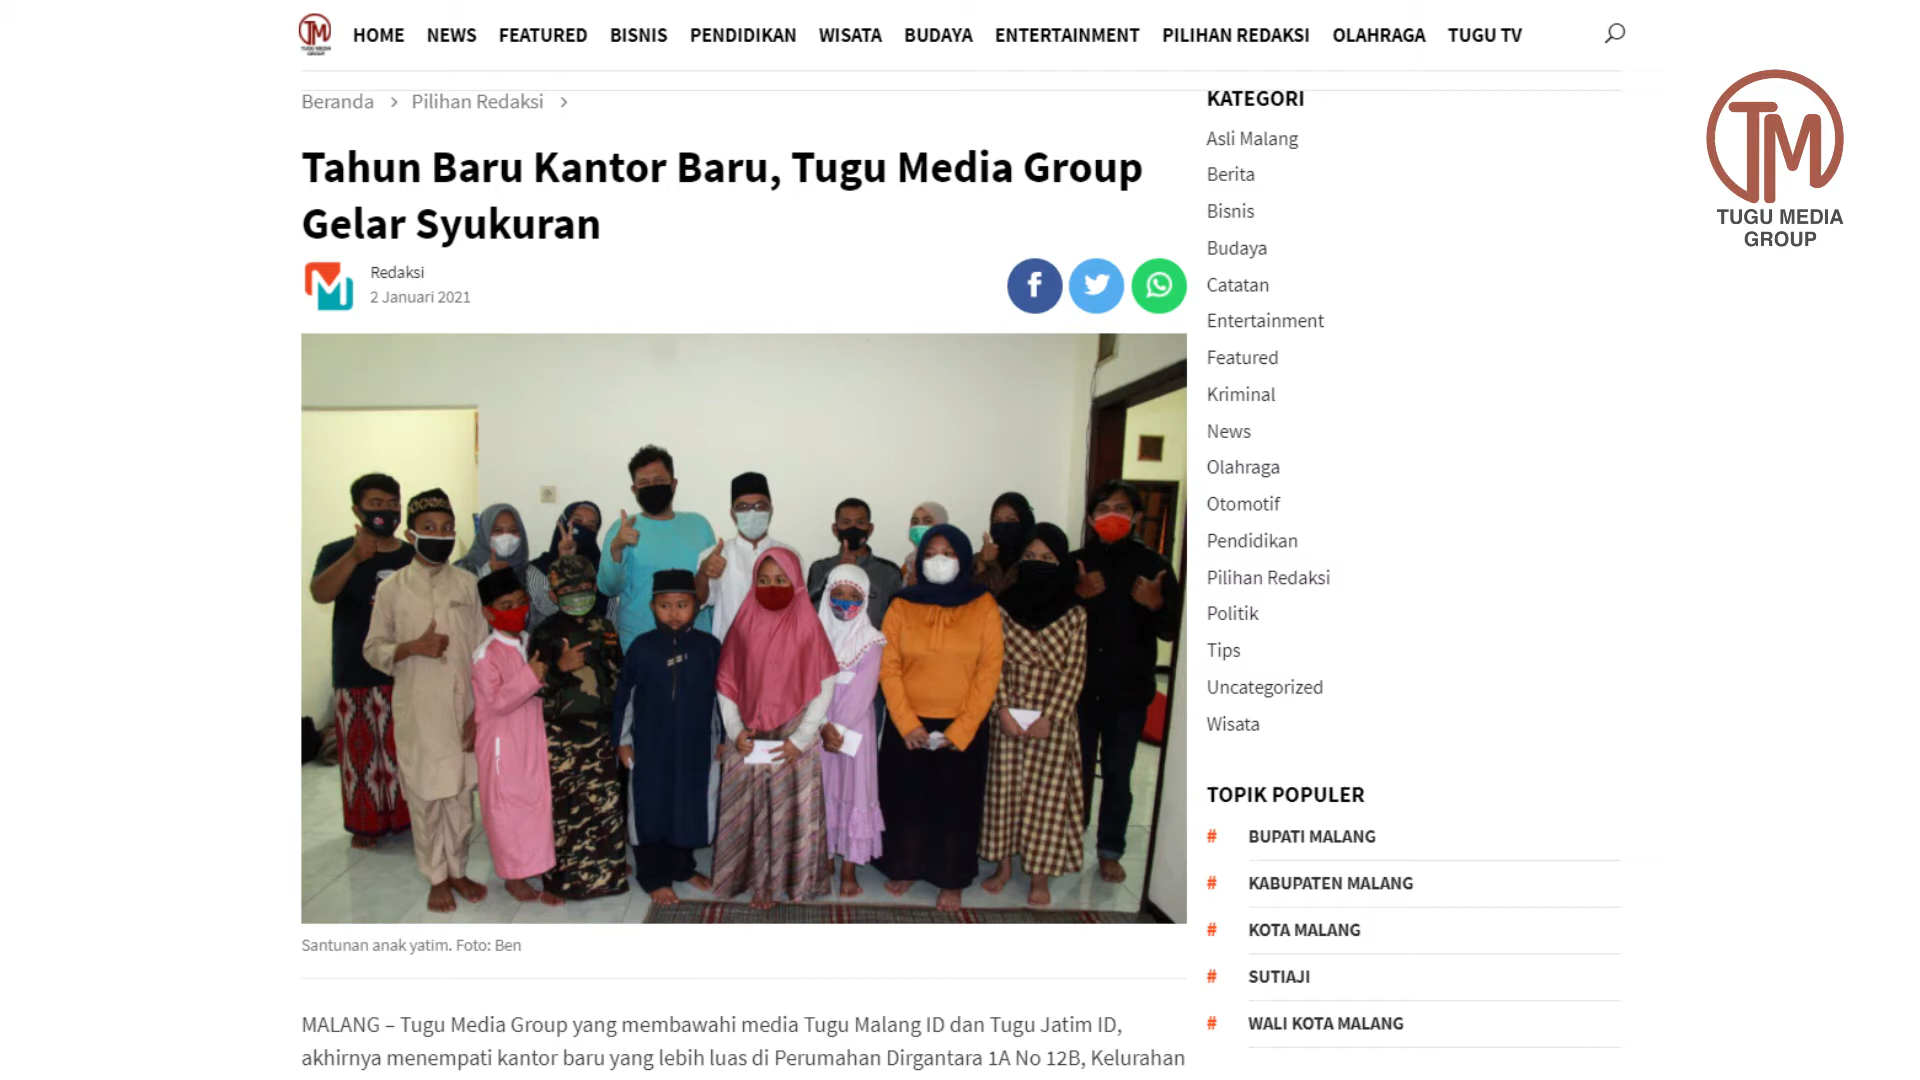 TM
TUGU MEDIA
GROUP
HOME NEWS FEATURED BISNIS PENDIDIKAN WISATA BUDAYA ENTERTAINMENT PILIHAN REDAKSI OLAHRAGA TUGU TV
TM
TUGU MEDIA
GROUP
Beranda > Pilihan Redaksi >
Tahun Baru Kantor Baru, Tugu Media Group
Gelar Syukuran
Redaksi
2 Januari 2021
Santunan anak yatim. Foto: Ben
MALANG – Tugu Media Group yang membawahi media Tugu Malang ID dan Tugu Jatim ID,
akhirnya menempati kantor baru yang lebih luas di Perumahan Dirgantara 1A No 12B, Kelurahan
KATEGORI
Asli Malang
Berita
Bisnis
Budaya
Catatan
Entertainment
Featured
Kriminal
News
Olahraga
Otomotif
Pendidikan
Pilihan Redaksi
Politik
Tips
Uncategorized
Wisata
TOPIK POPULER
# BUPATI MALANG
# KABUPATEN MALANG
# KOTA MALANG
# SUTIAJI
# WALI KOTA MALANG